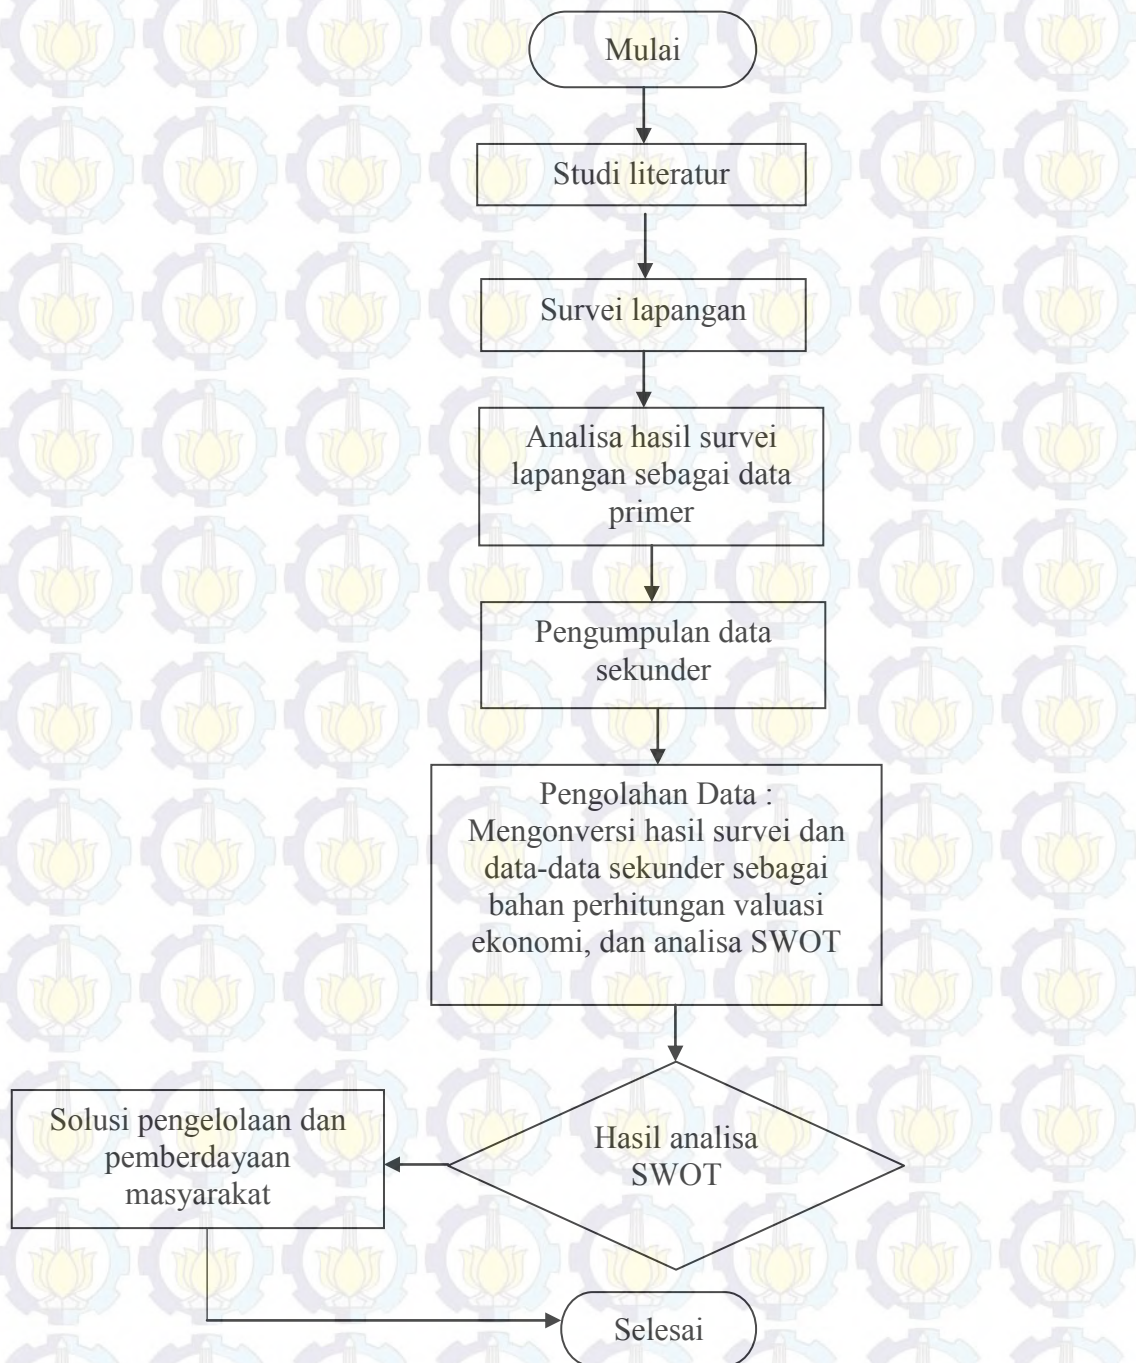 Mulai
Studi literatur
Survei lapangan
Analisa hasil survei
lapangan sebagai data
primer
Pengumpulan data
sekunder
Pengolahan Data :
Mengonversi hasil survei dan
data-data sekunder sebagai
bahan perhitungan valuasi
ekonomi, dan analisa SWOT
Hasil analisa
SWOT
Solusi pengelolaan dan
pemberdayaan
masyarakat
Selesai